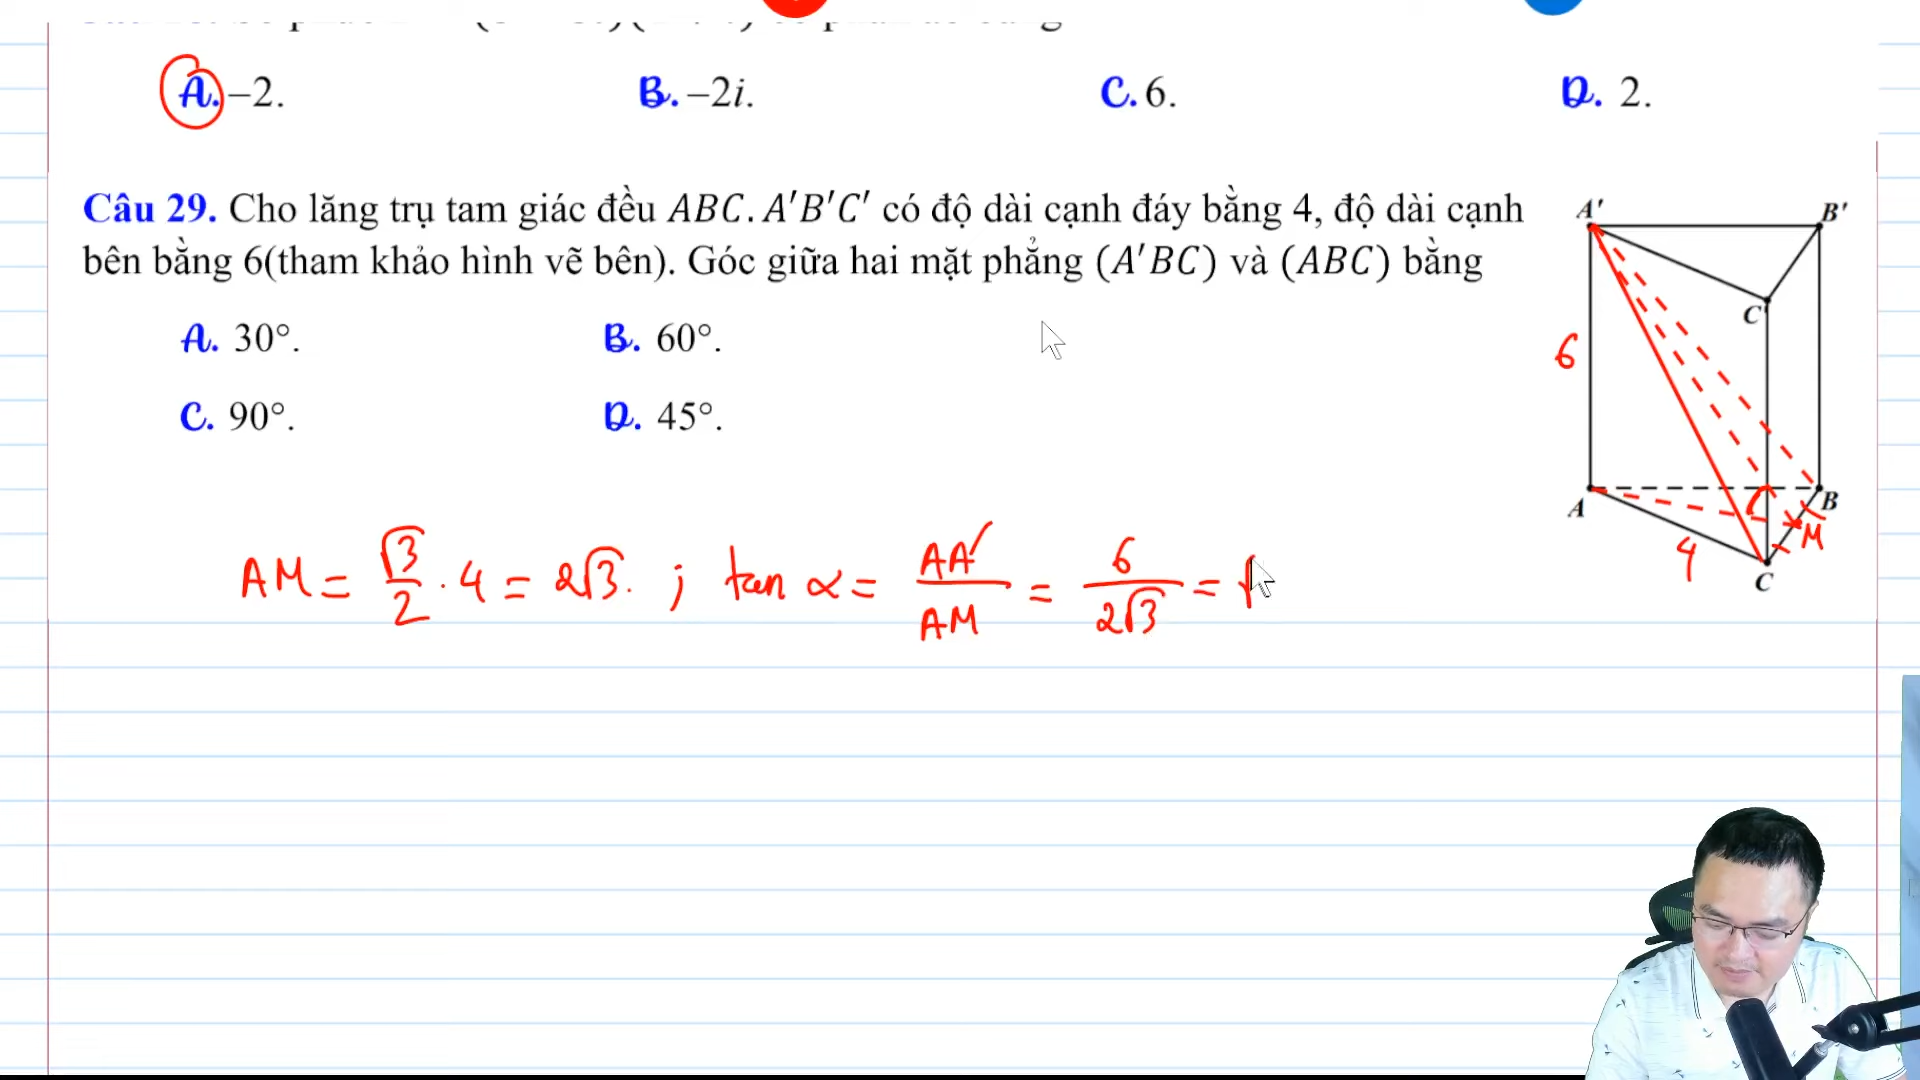 A. –2.
B. –2i.
C. 6.
D. 2.
Câu 29. Cho lăng trụ tam giác đều ABC.A'B'C' có độ dài cạnh đáy bằng 4, độ dài cạnh
bên bằng 6(tham khảo hình vẽ bên). Góc giữa hai mặt phẳng (A'BC) và (ABC) bằng
A. 30°.
B. 60°.
C. 90°.
D. 45°.
A'
B'
C'
6
A
B
M
4
C
AM = √3/2 . 4 = 2√3. ; tan α = AA'/AM = 6/2√3 = √